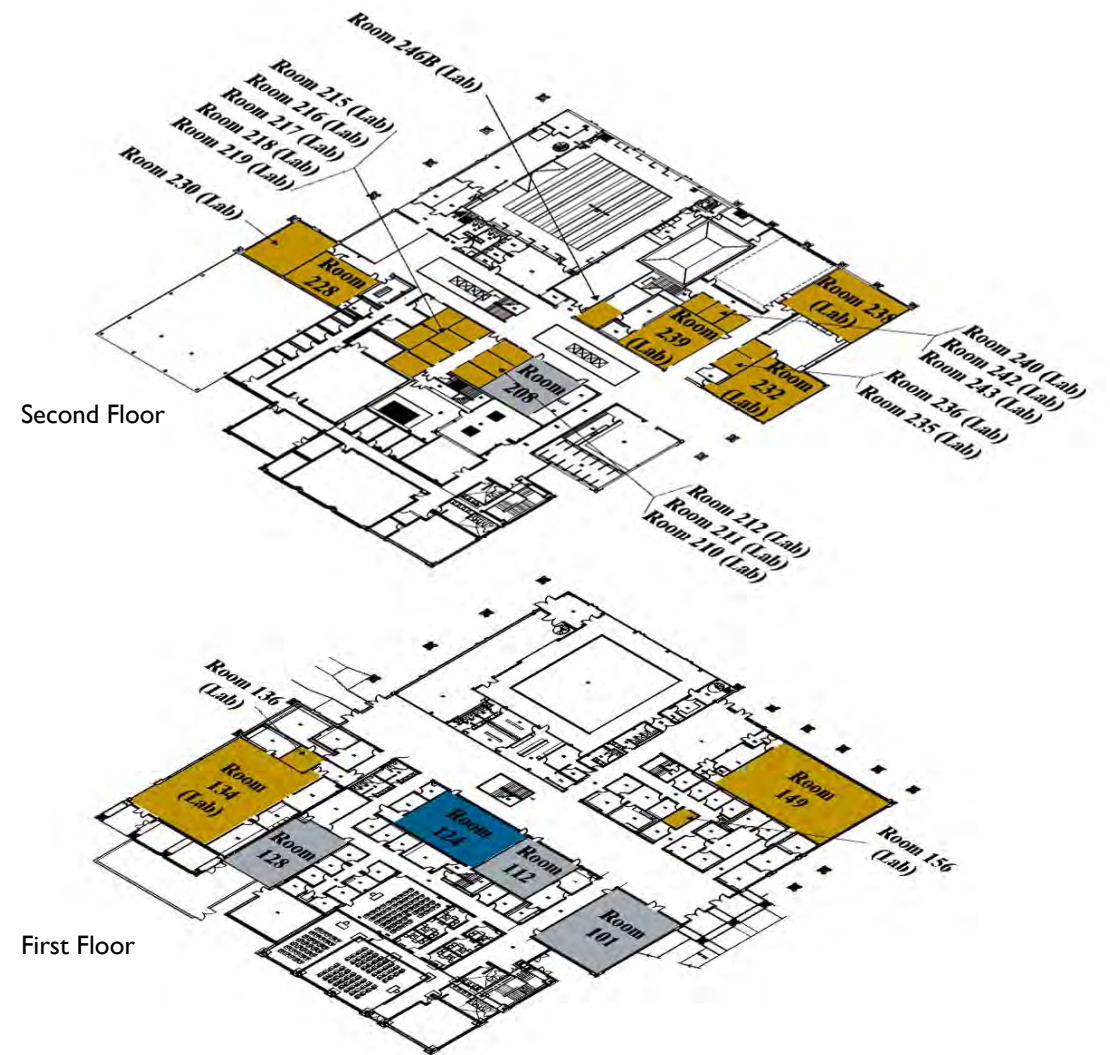 Room 246B (Lab)
Room 215 (Lab)
Room 216 (Lab)
Room 217 (Lab)
Room 218 (Lab)
Room 219 (Lab)
Room 230 (Lab)
Room
228
Room 238
(Lab)
Room
239
(Lab)
Room
208
Room
232
(Lab)
Room 240 (Lab)
Room 242 (Lab)
Room 243 (Lab)
Room 236 (Lab)
Room 235 (Lab)
Second Floor
Room 212 (Lab)
Room 211 (Lab)
Room 210 (Lab)
Room 136
(Lab)
Room
134
(Lab)
Room
149
Room
124
Room
128
Room
112
Room 156
(Lab)
Room
101
First Floor